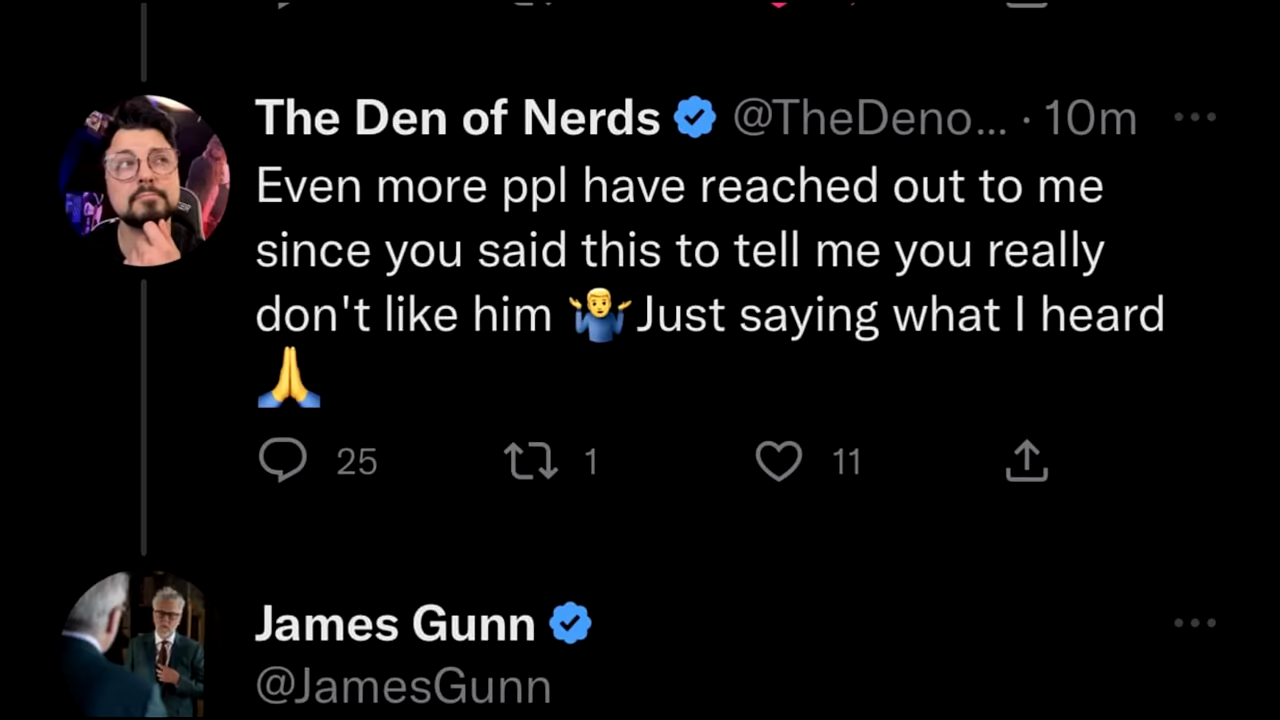 The Den of Nerds @TheDeno... · 10m
Even more ppl have reached out to me
since you said this to tell me you really
don't like him 🤷‍♂️Just saying what I heard
🙏
25 1 11
James Gunn
@JamesGunn